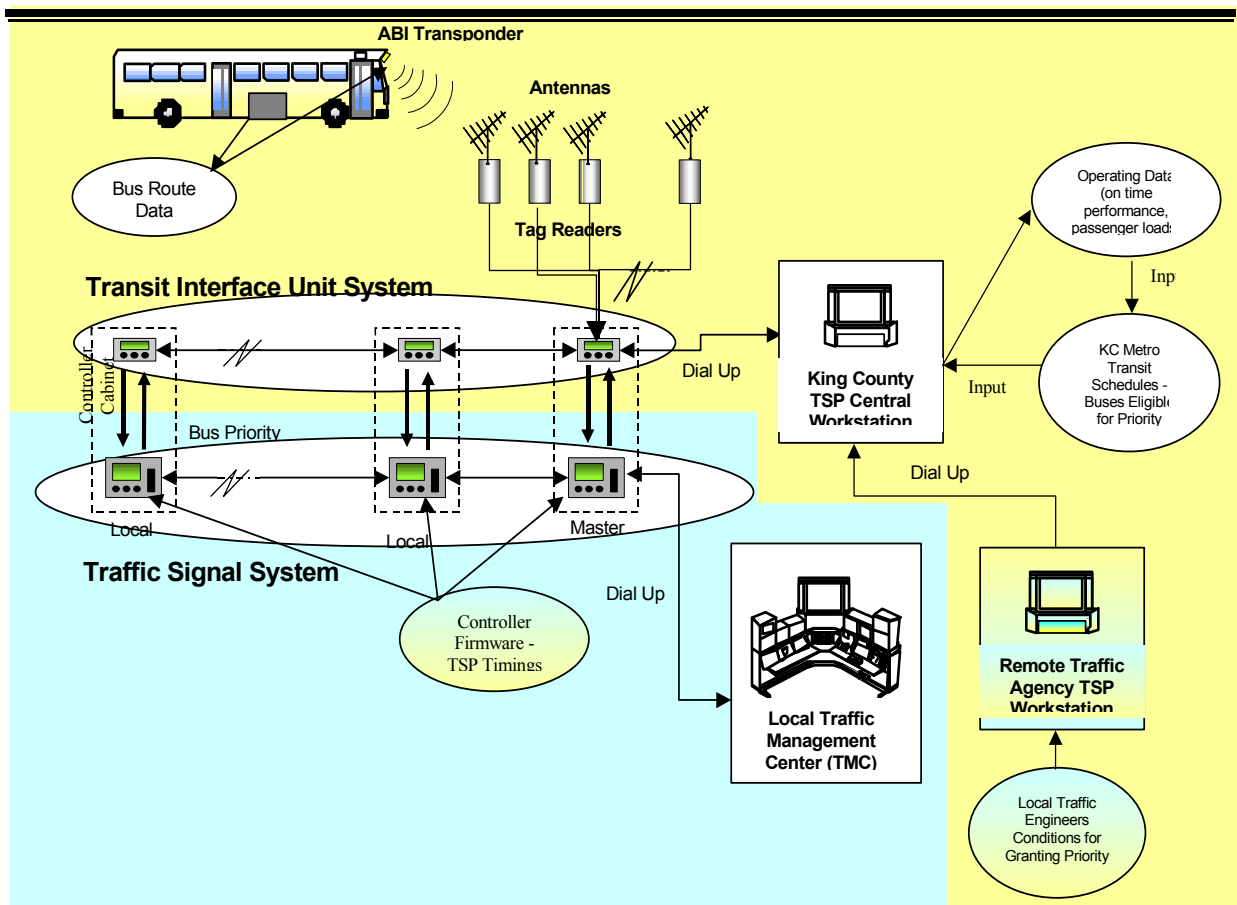 ABI Transponder
Antennas
Bus Route
Data
Tag Readers
Operating Data
(on time
performance,
passenger loads
Inp
Transit Interface Unit System
Controller
Cabinet
Dial Up
King County
TSP Central
Workstation
Input
KC Metro
Transit
Schedules -
Buses Eligible
for Priority
Bus Priority
Dial Up
Local
Local
Master
Traffic Signal System
Dial Up
Controller
Firmware -
TSP Timings
Local Traffic
Management
Center (TMC)
Remote Traffic
Agency TSP
Workstation
Local Traffic
Engineers
Conditions for
Granting Priority